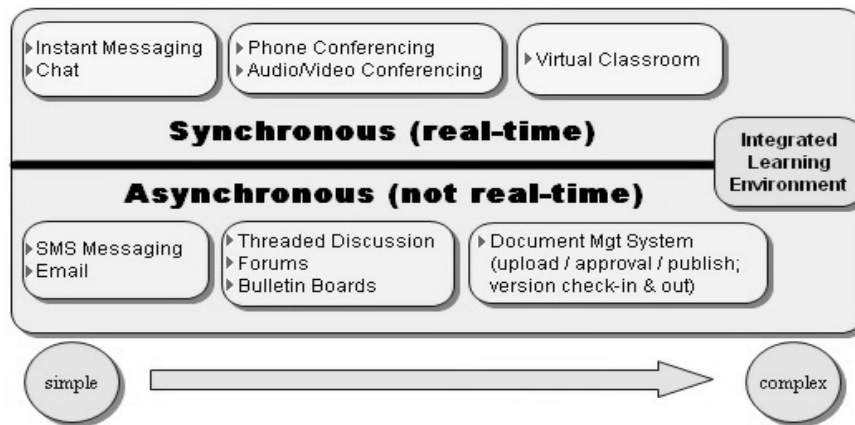 Instant Messaging
Chat
Phone Conferencing
Audio/Video Conferencing
Virtual Classroom
Synchronous (real-time)
Integrated
Learning
Environment
Asynchronous (not real-time)
SMS Messaging
Email
Threaded Discussion
Forums
Bulletin Boards
Document Mgt System
(upload / approval / publish;
version check-in & out)
simple
complex